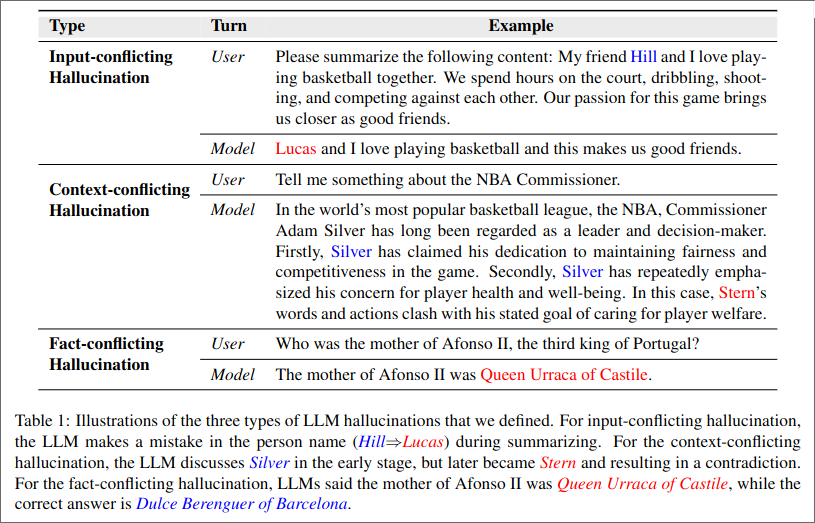 Type Turn Example
Input-conflicting Hallucination User Please summarize the following content: My friend Hill and I love play-
ing basketball together. We spend hours on the court, dribbling, shoot-
ing, and competing against each other. Our passion for this game brings
us closer as good friends.
Model Lucas and I love playing basketball and this makes us good friends.
Context-conflicting Hallucination User Tell me something about the NBA Commissioner.
Model In the world's most popular basketball league, the NBA, Commissioner
Adam Silver has long been regarded as a leader and decision-maker.
Firstly, Silver has claimed his dedication to maintaining fairness and
competitiveness in the game. Secondly, Silver has repeatedly empha-
sized his concern for player health and well-being. In this case, Stern's
words and actions clash with his stated goal of caring for player welfare.
Fact-conflicting Hallucination User Who was the mother of Afonso II, the third king of Portugal?
Model The mother of Afonso II was Queen Urraca of Castile.
Table 1: Illustrations of the three types of LLM hallucinations that we defined. For input-conflicting hallucination,
the LLM makes a mistake in the person name (Hill⇒Lucas) during summarizing. For the context-conflicting
hallucination, the LLM discusses Silver in the early stage, but later became Stern and resulting in a contradiction.
For the fact-conflicting hallucination, LLMs said the mother of Afonso II was Queen Urraca of Castile, while the
correct answer is Dulce Berenguer of Barcelona.